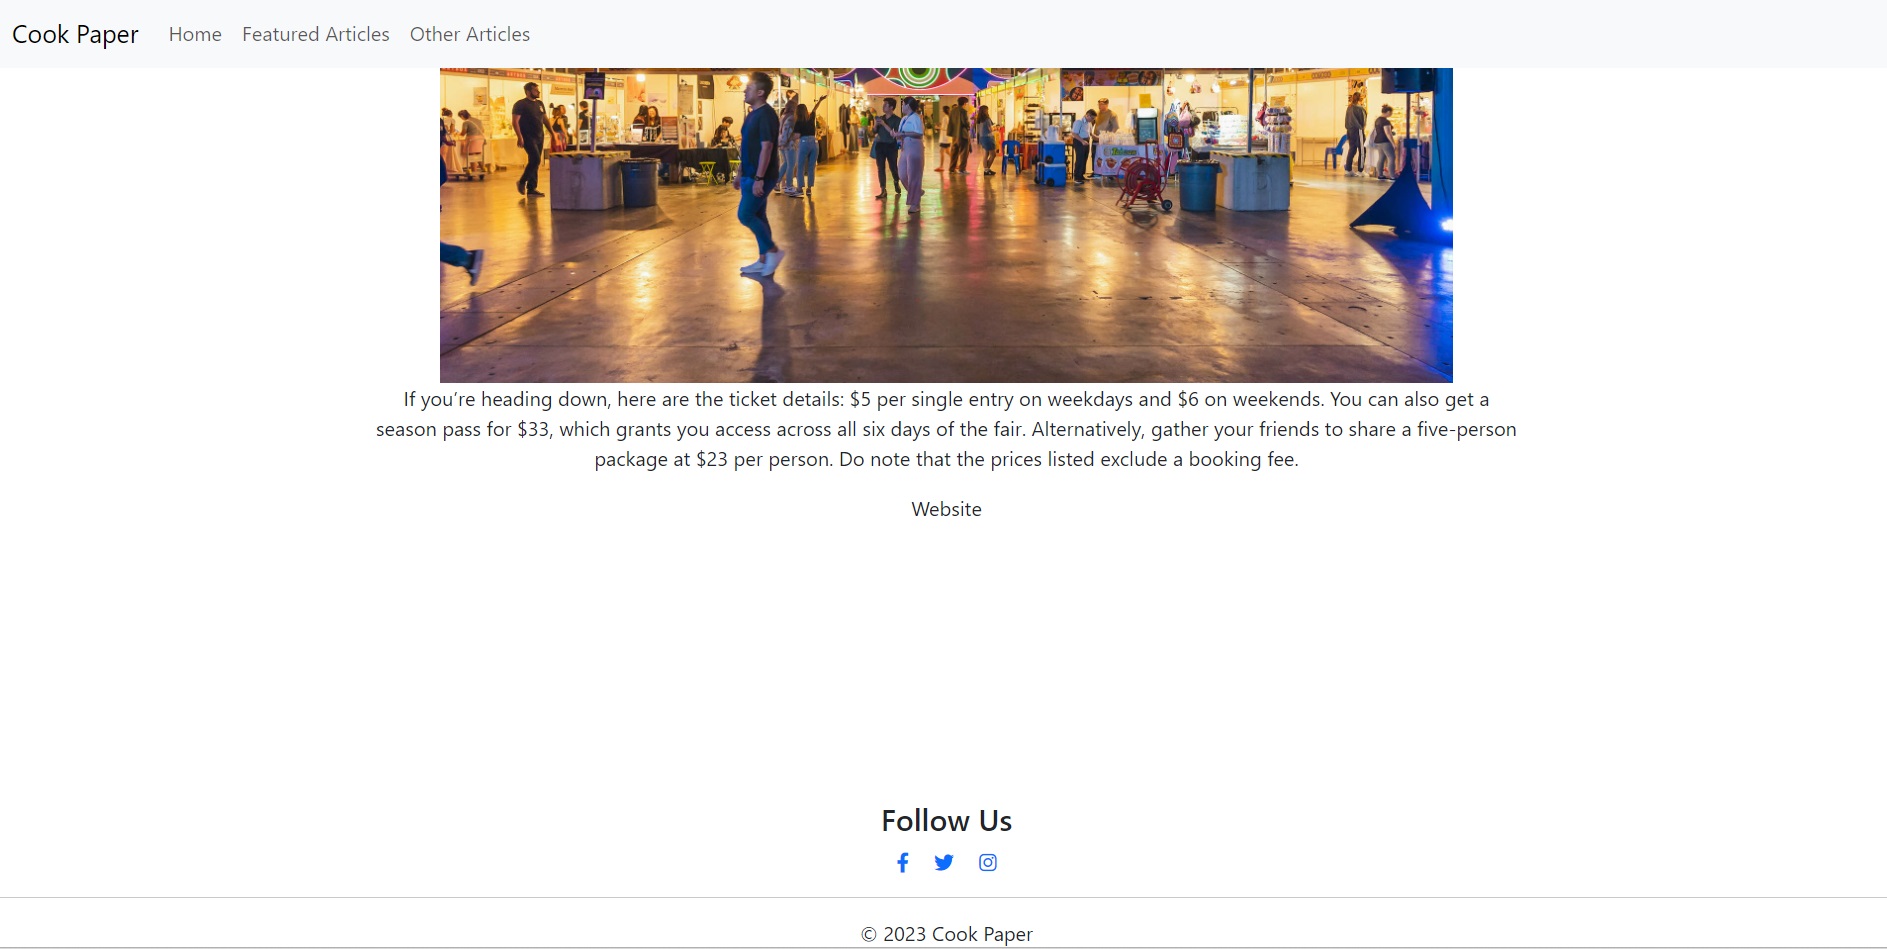 Cook Paper Home Featured Articles Other Articles
If you’re heading down, here are the ticket details: $5 per single entry on weekdays and $6 on weekends. You can also get a
season pass for $33, which grants you access across all six days of the fair. Alternatively, gather your friends to share a five-person
package at $23 per person. Do note that the prices listed exclude a booking fee.
Website
Follow Us
© 2023 Cook Paper